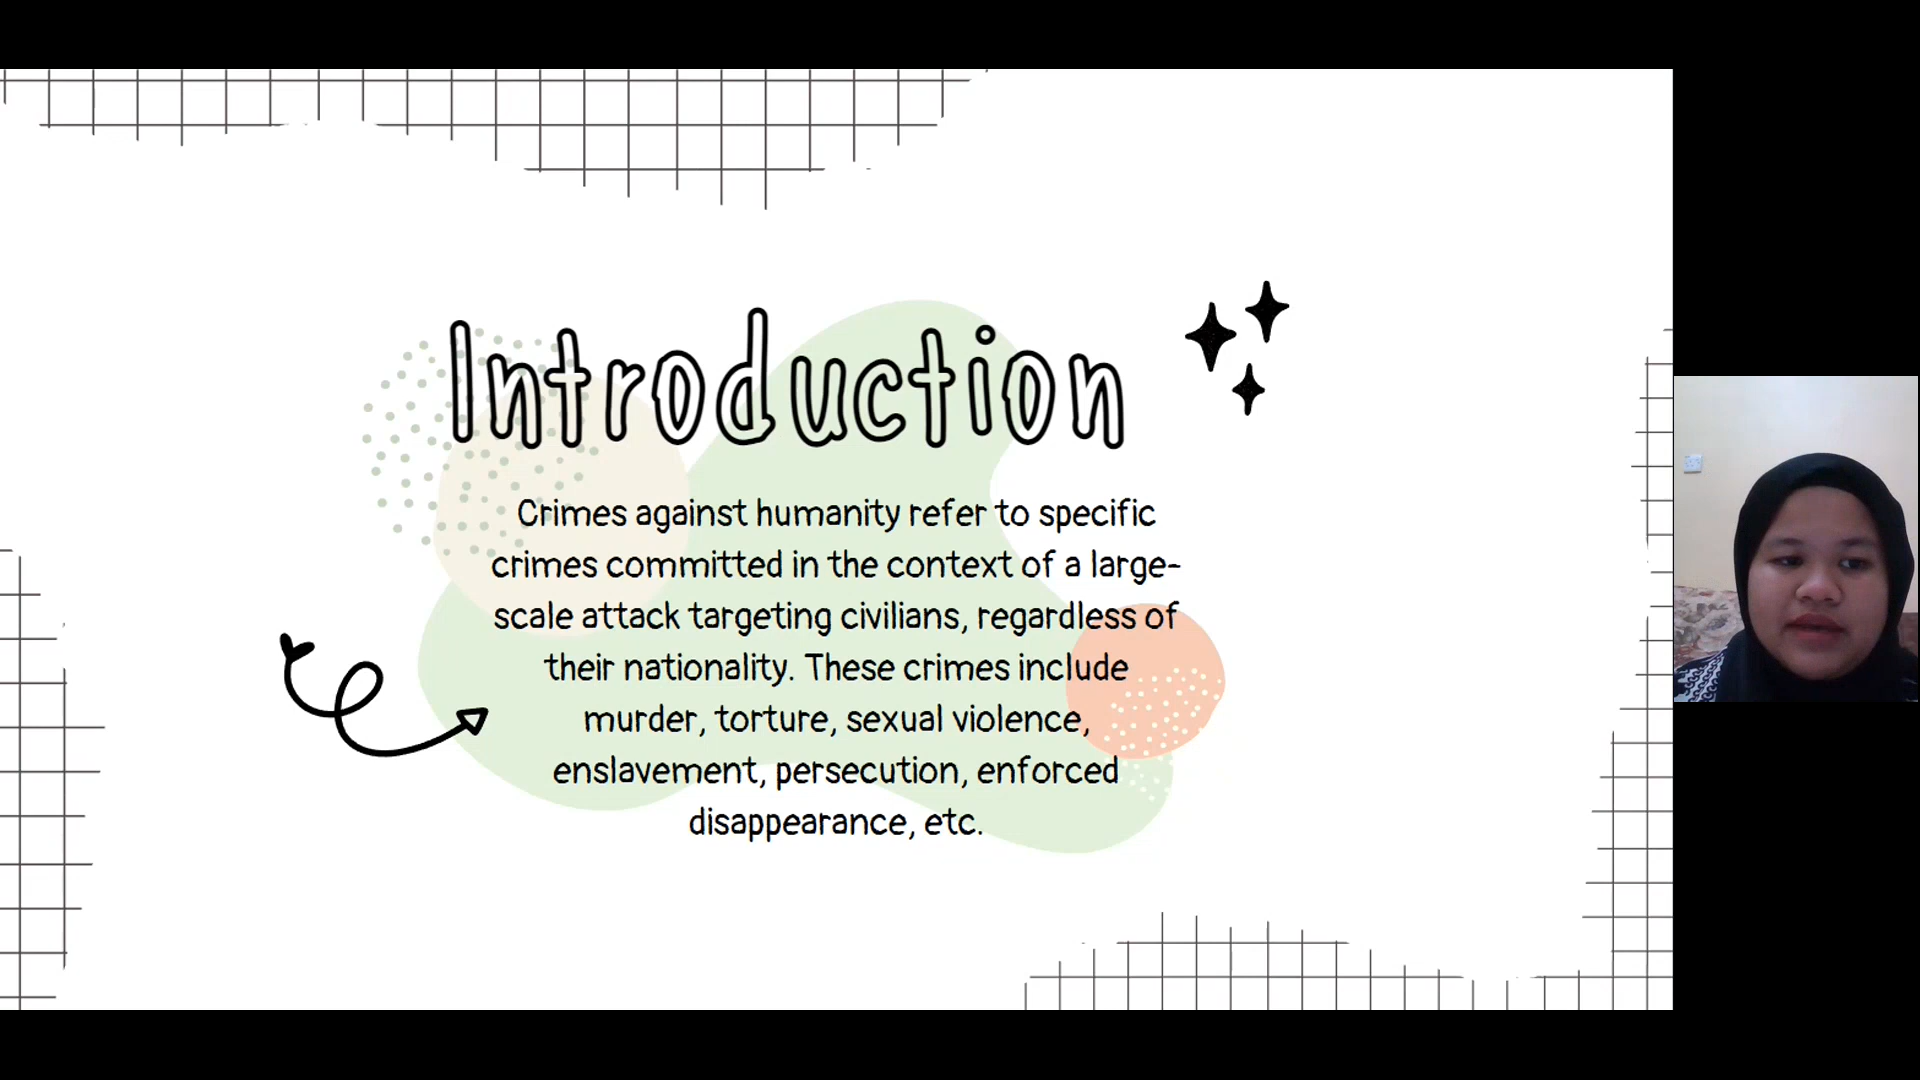 Introduction
Crimes against humanity refer to specific
crimes committed in the context of a large-
scale attack targeting civilians, regardless of
their nationality. These crimes include
murder, torture, sexual violence,
enslavement, persecution, enforced
disappearance, etc.